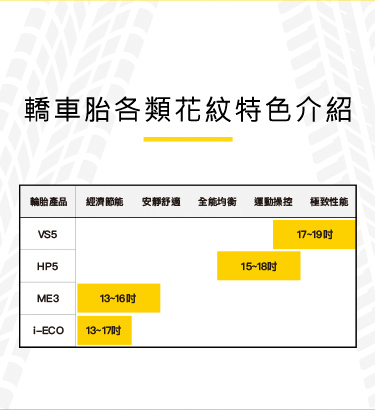 轎車胎各類花紋特色介紹
輪胎產品 經濟節能 安靜舒適 全能均衡 運動操控 極致性能
VS5 17~19吋
HP5 15~18吋
ME3 13~16吋
i-ECO 13~17吋